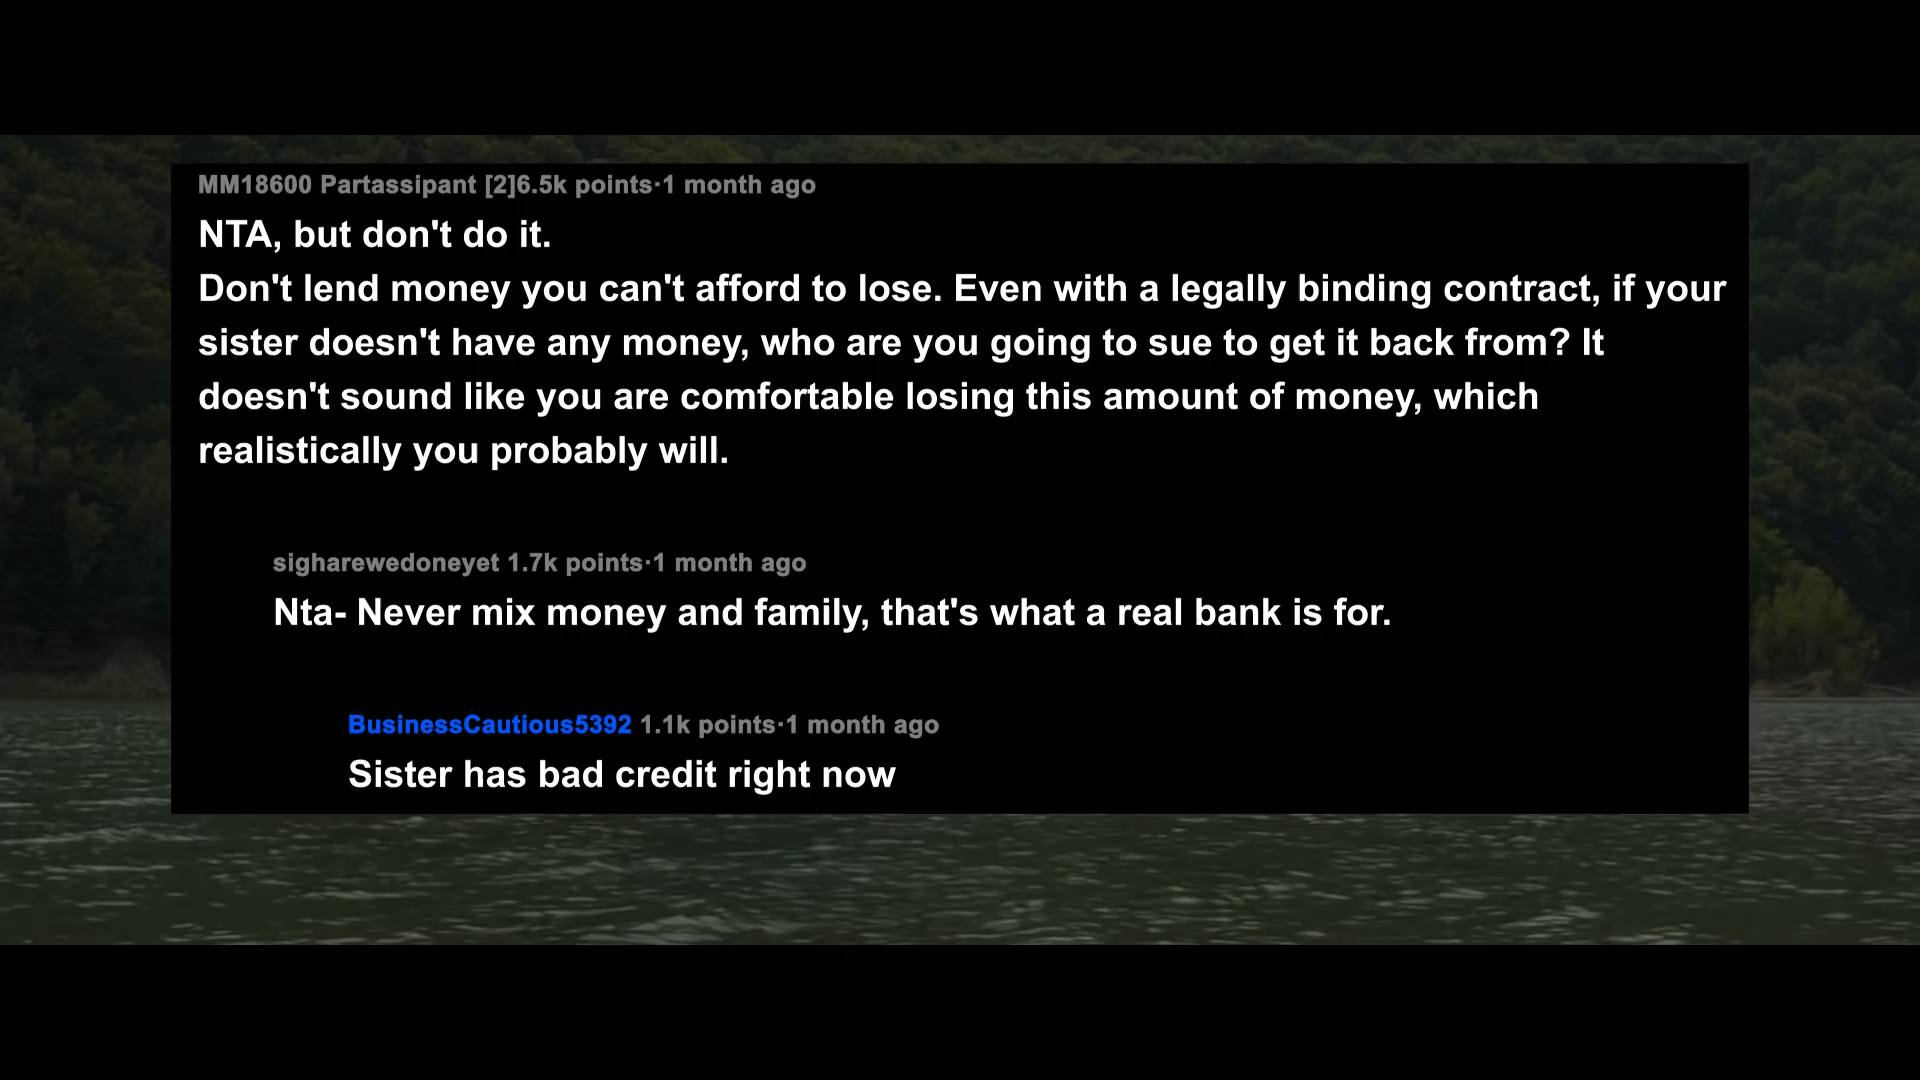 MM18600 Partassipant [2]6.5k points·1 month ago
NTA, but don't do it.
Don't lend money you can't afford to lose. Even with a legally binding contract, if your
sister doesn't have any money, who are you going to sue to get it back from? It
doesn't sound like you are comfortable losing this amount of money, which
realistically you probably will.
sigharewedoneyet 1.7k points·1 month ago
Nta- Never mix money and family, that's what a real bank is for.
BusinessCautious5392 1.1k points·1 month ago
Sister has bad credit right now